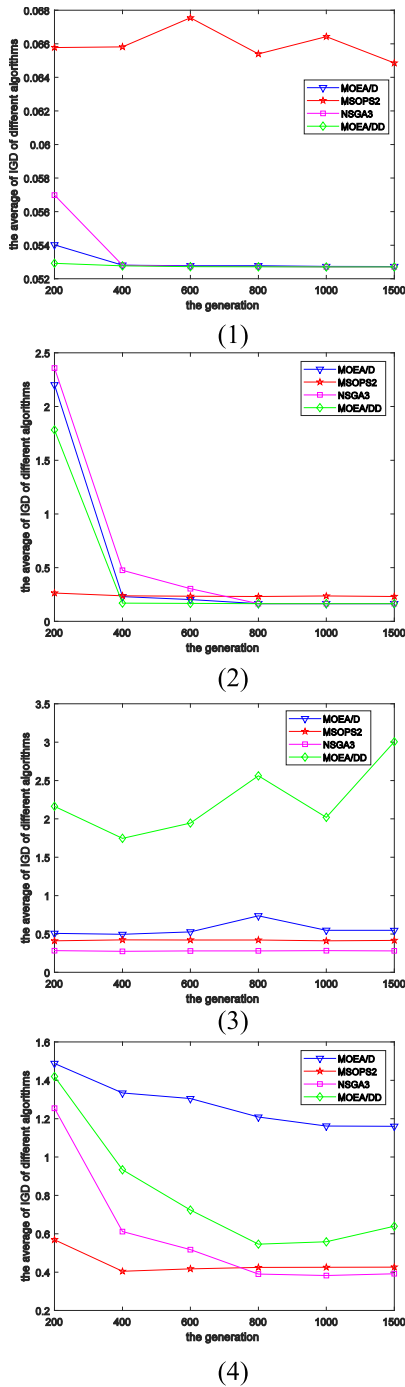 0.068
0.066
0.064
0.062
0.06
0.058
0.056
0.054
0.052
the average of IGD of different algorithms
MOEA/D
MSOPS2
NSGA3
MOEA/DD
200 400 600 800 1000 1500
the generation
(1)
2.5
2
1.5
1
0.5
0
the average of IGD of different algorithms
MOEA/D
MSOPS2
NSGA3
MOEA/DD
200 400 600 800 1000 1500
the generation
(2)
3.5
3
2.5
2
1.5
1
0.5
0
the average of IGD of different algorithms
MOEA/D
MSOPS2
NSGA3
MOEA/DD
200 400 600 800 1000 1500
the generation
(3)
1.6
1.4
1.2
1
0.8
0.6
0.4
0.2
the average of IGD of different algorithms
MOEA/D
MSOPS2
NSGA3
MOEA/DD
200 400 600 800 1000 1500
the generation
(4)